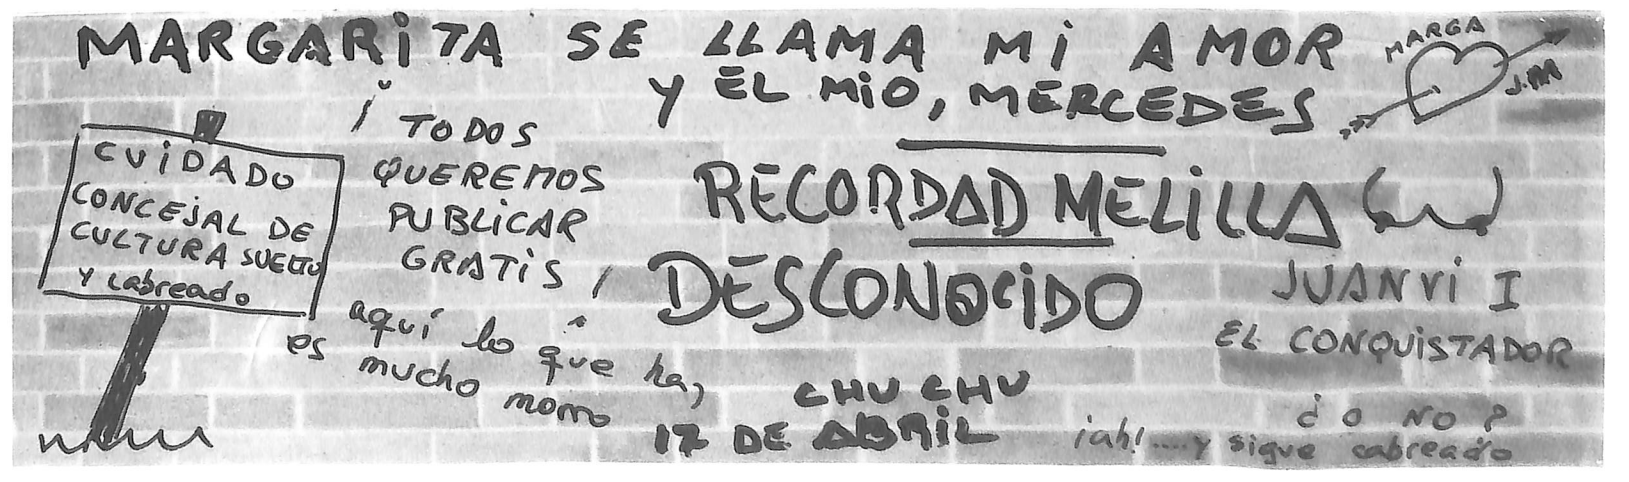 MARGARITA SE LLAMA MI AMOR
Y EL MIO, MERCEDES
MARGA
J.M
CUIDADO
CONCEJAL DE
CULTURA SUELTO
Y cabreado
¡TODOS
QUEREMOS
PUBLICAR
GRATIS!
aquí lo que hay
es mucho morro
RECORDAD MELILLA
DESCONOCIDO
CHUCHU
17 DE ABRIL
JUANVI I
EL CONQUISTADOR
¿O NO?
¡ah!....y sigue cabreado